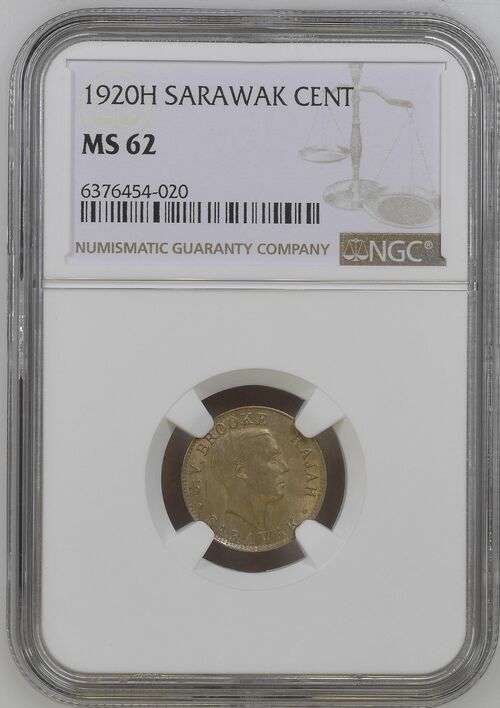 1920H SARAWAK CENT
MS 62
6376454-020
NUMISMATIC GUARANTY COMPANY
NGC®
C. V. BROOKE RAJAH
SARAWAK